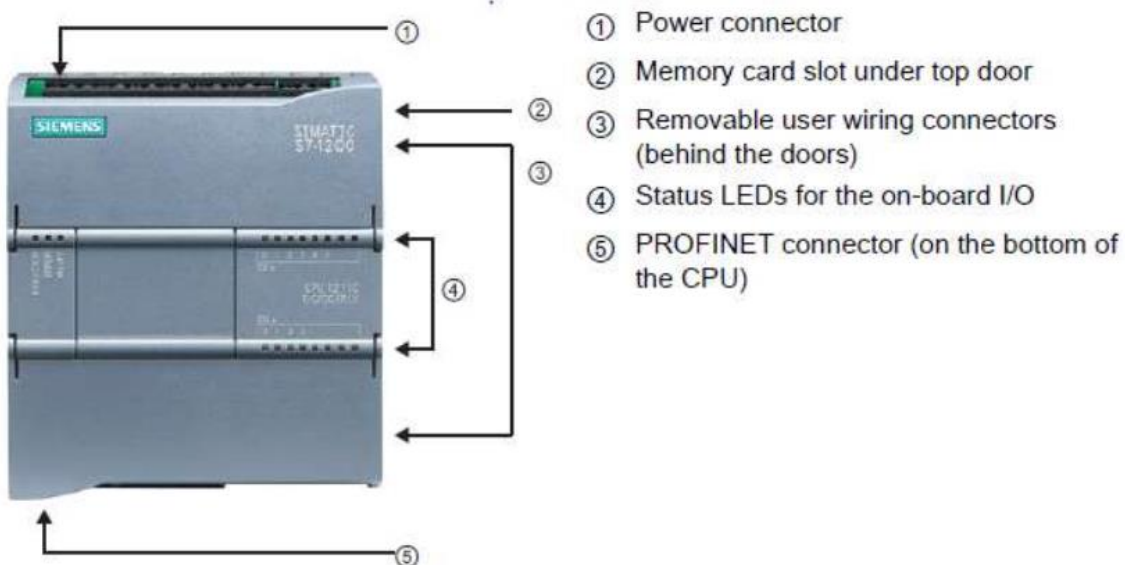 ① Power connector
② Memory card slot under top door
③ Removable user wiring connectors
(behind the doors)
④ Status LEDs for the on-board I/O
⑤ PROFINET connector (on the bottom of
the CPU)
①
②
③
④
⑤
SIEMENS
SIMATIC
S7-1200